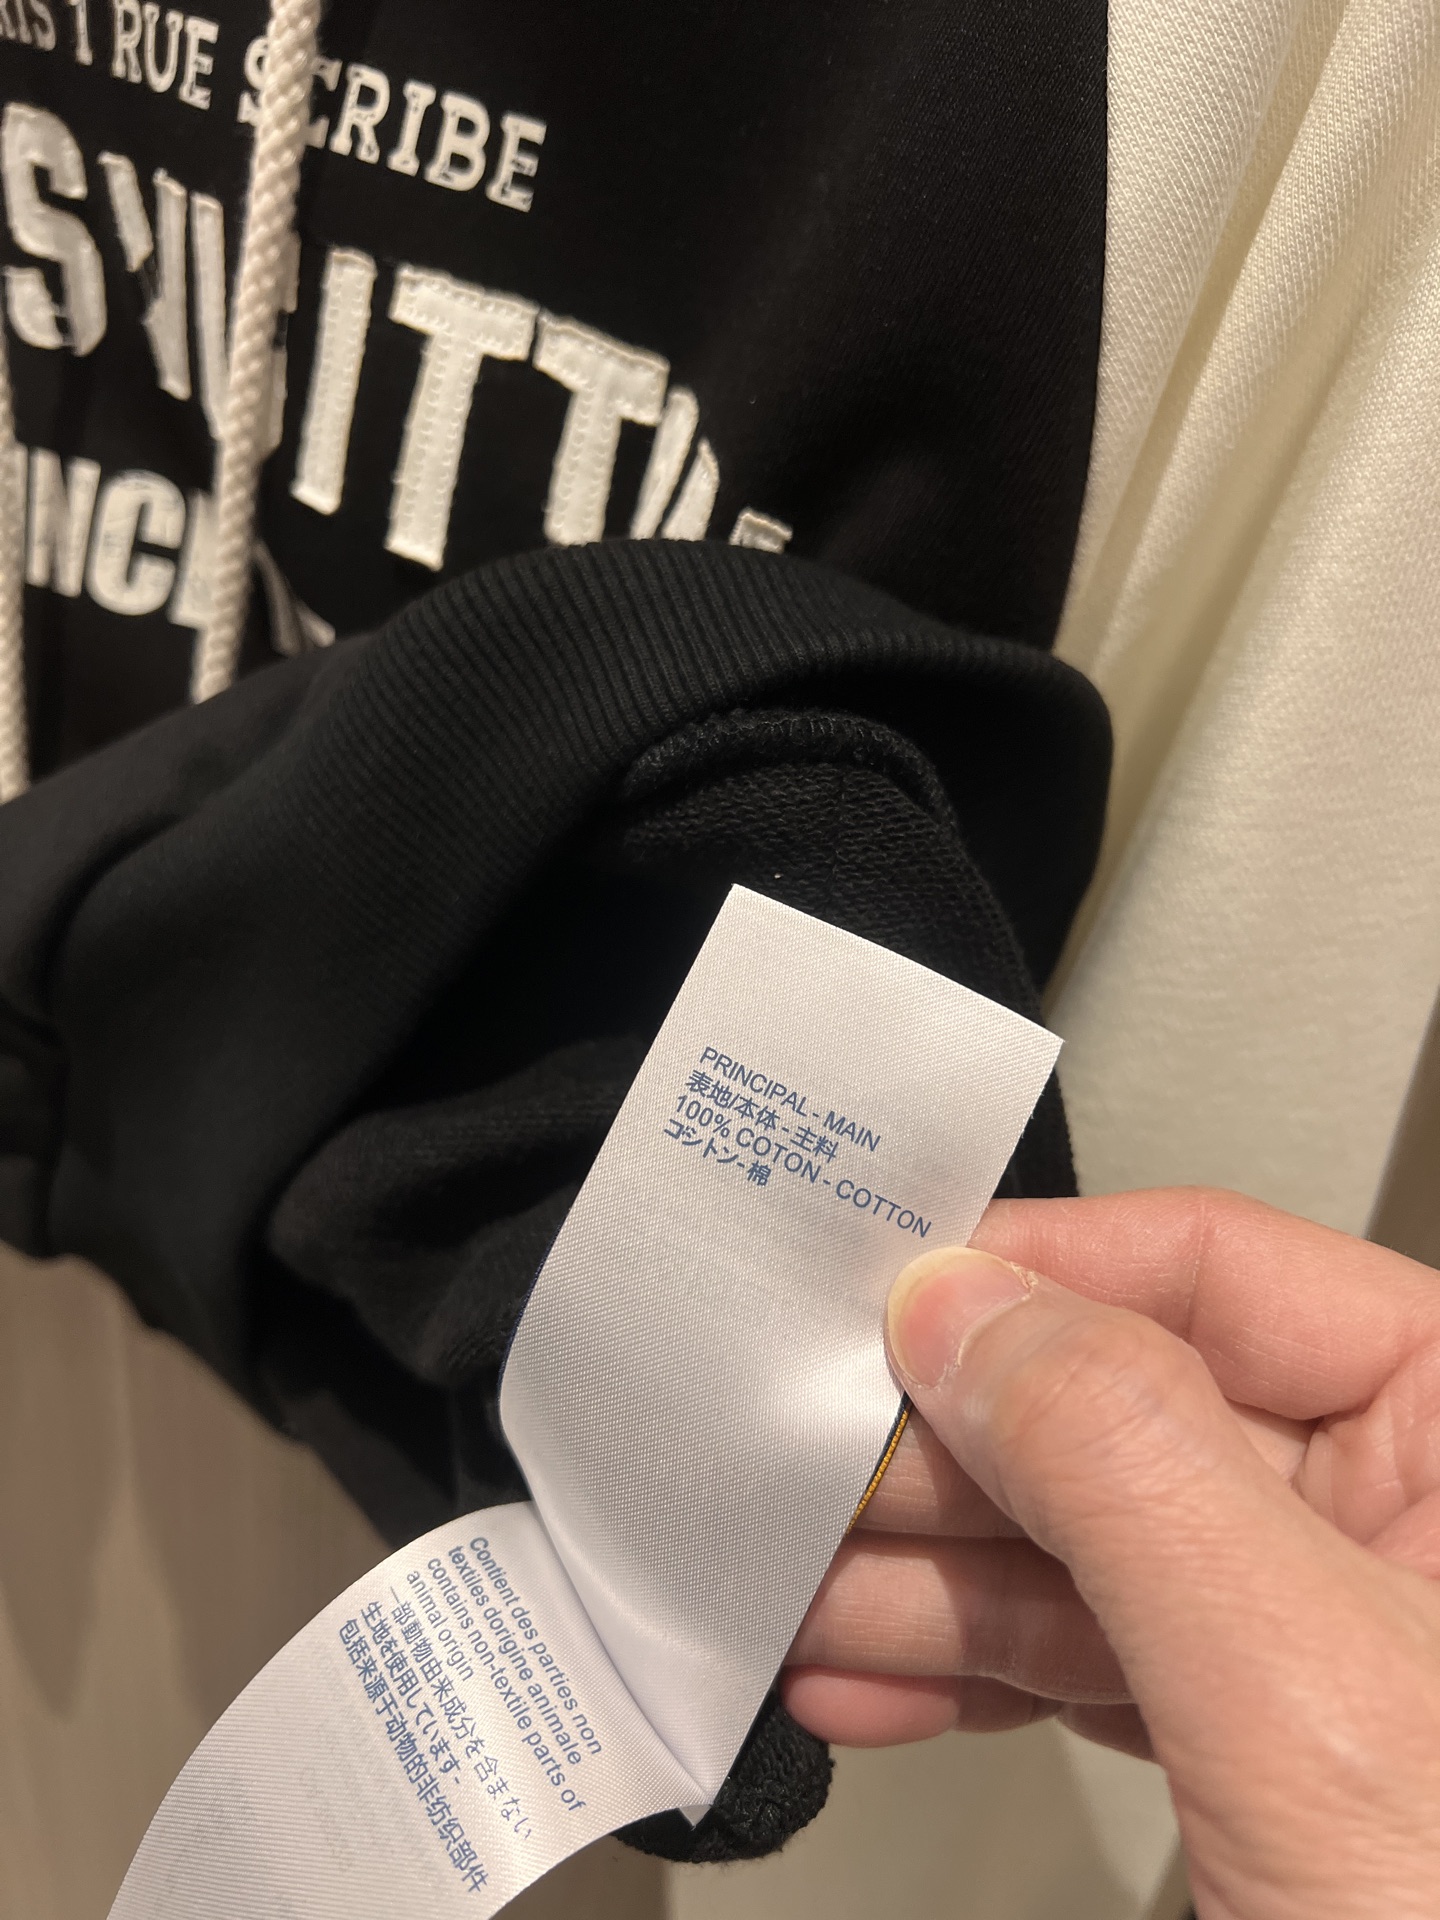 RIS 1 RUE SCRIBE
S VUITTON
NCE
PRINCIPAL - MAIN
表地/本体 - 主料
100% COTON - COTTON
コットン - 棉
Contient des parties non
textiles dorigine animale
contains non-textile parts of
animal origin
一部動物由来成分を含まない
生地を使用しています -
包括来源于动物的非纺织部件